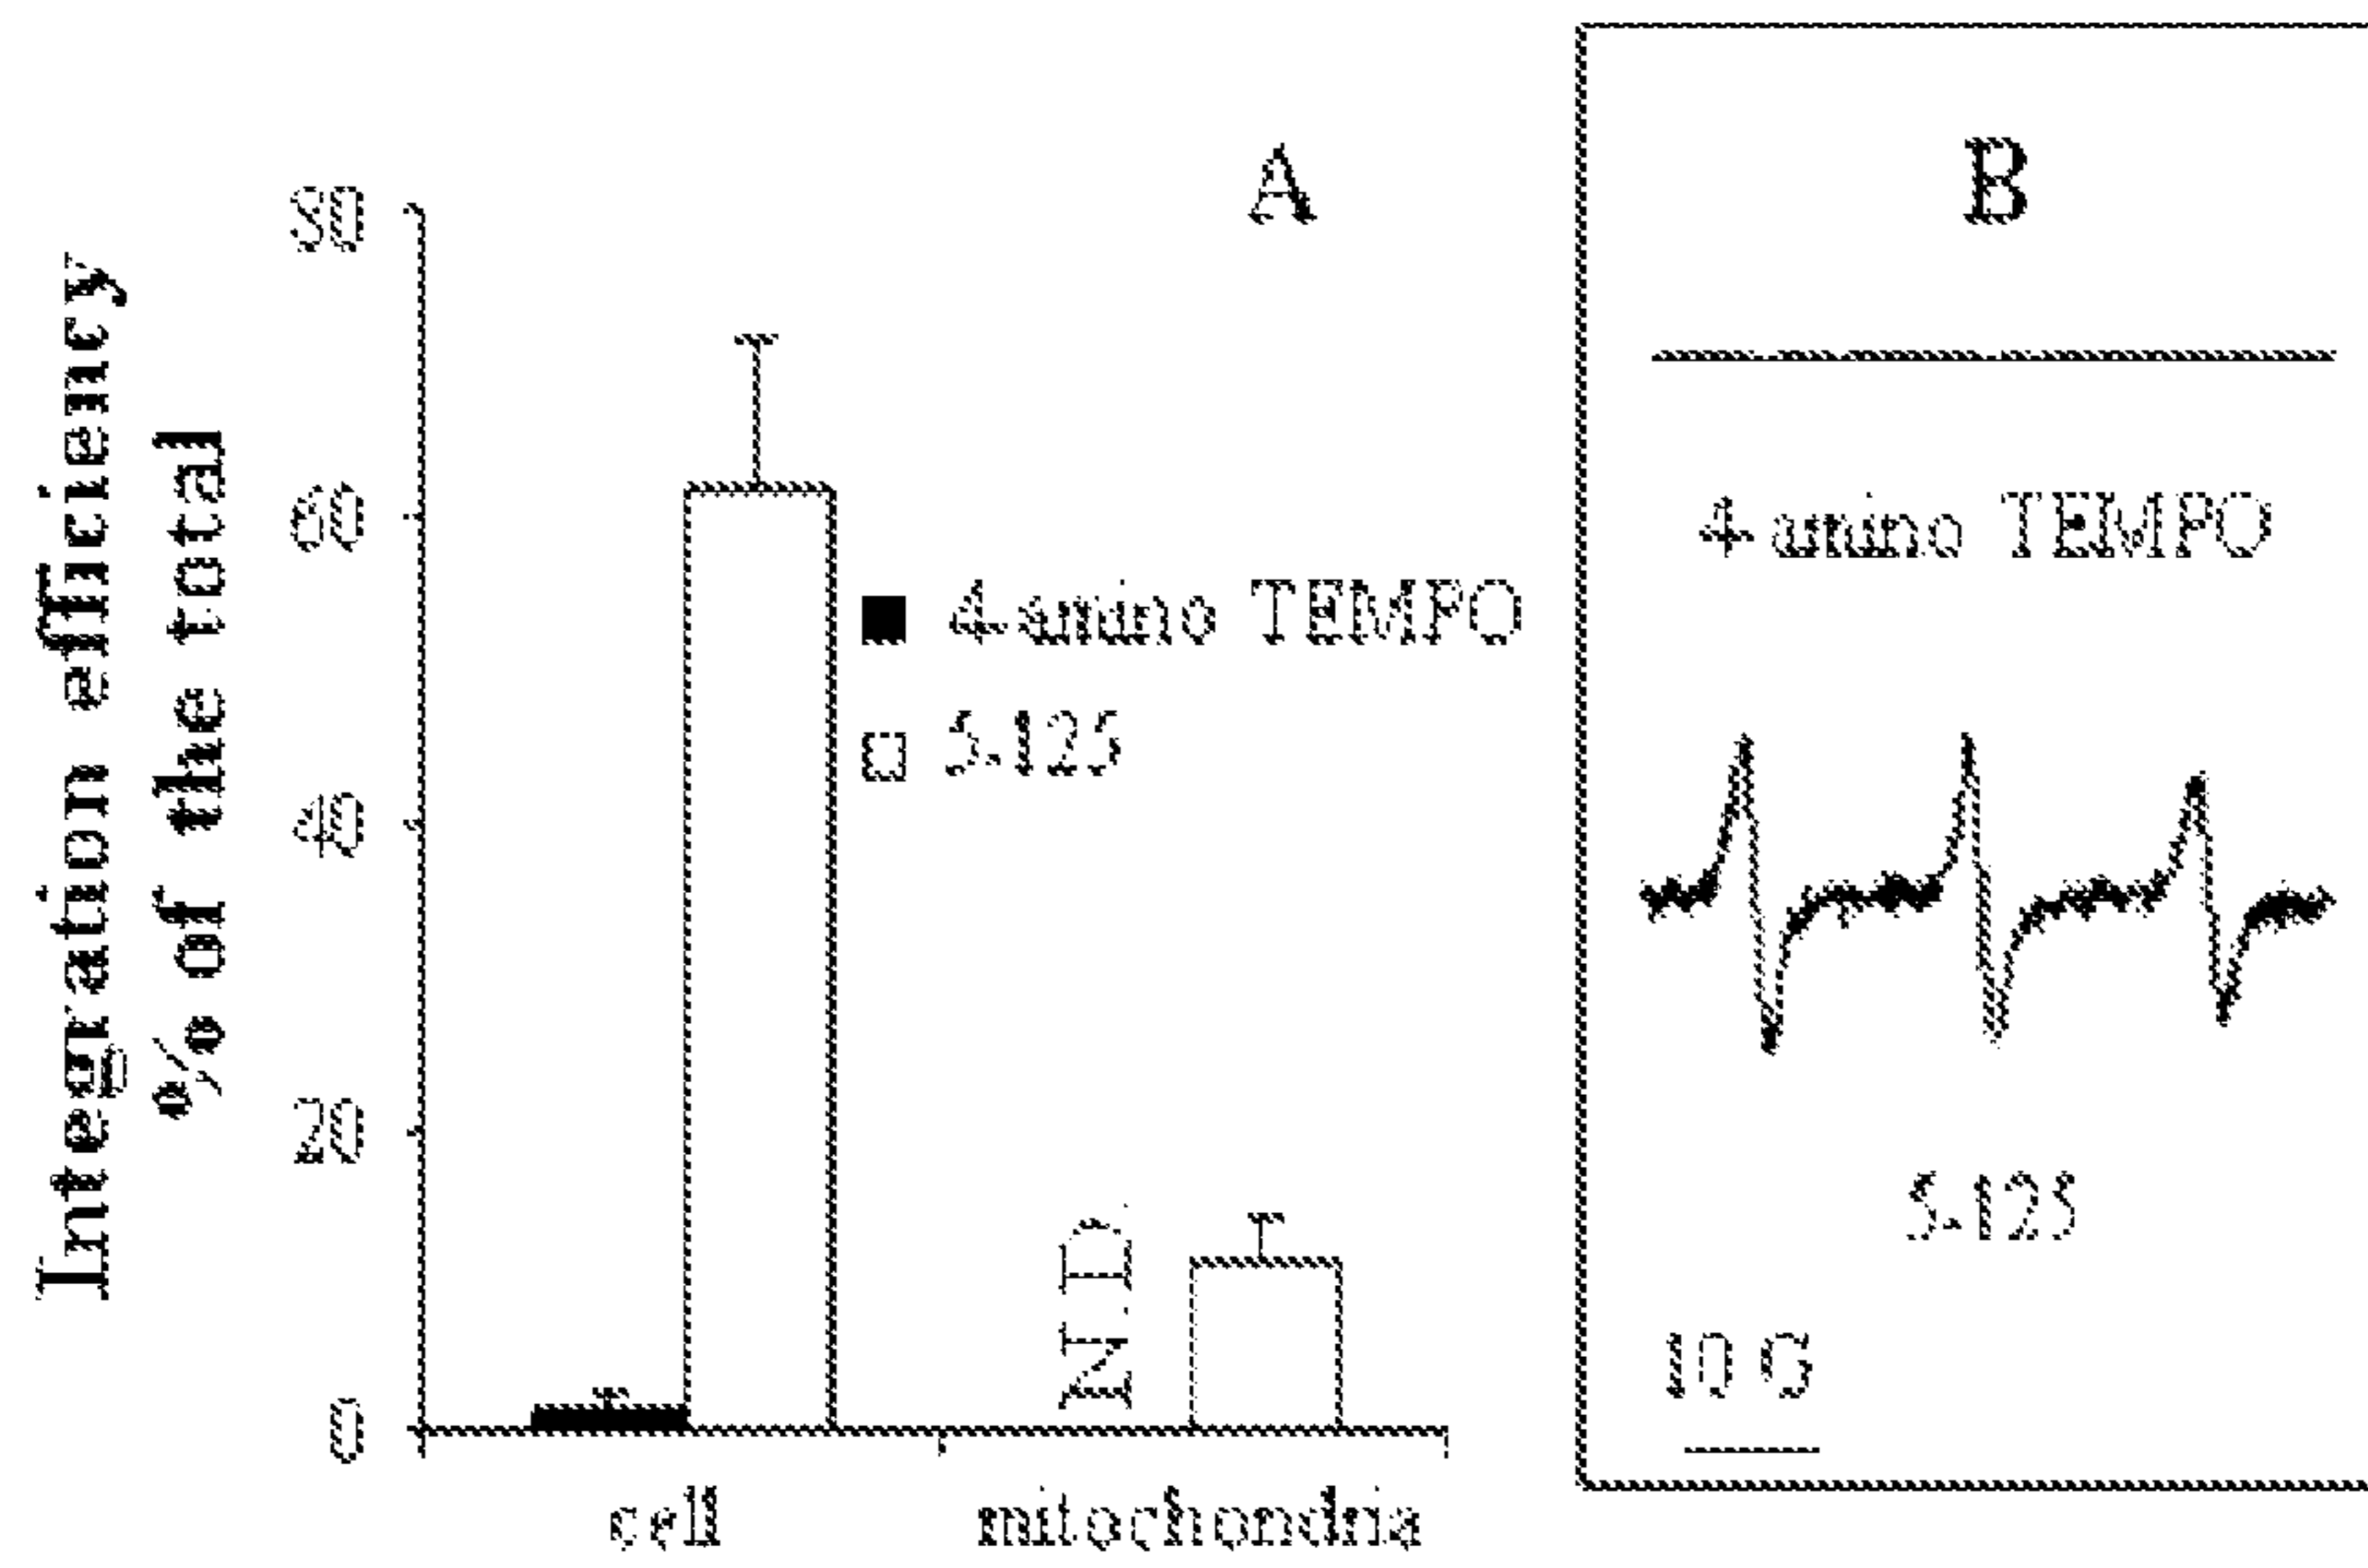 Integration efficiency
% of the total
80
60
40
20
0
A
4-amino TEMPO
5-125
N.D
cell
mitochondria
B
4-amino TEMPO
5-125
10 G